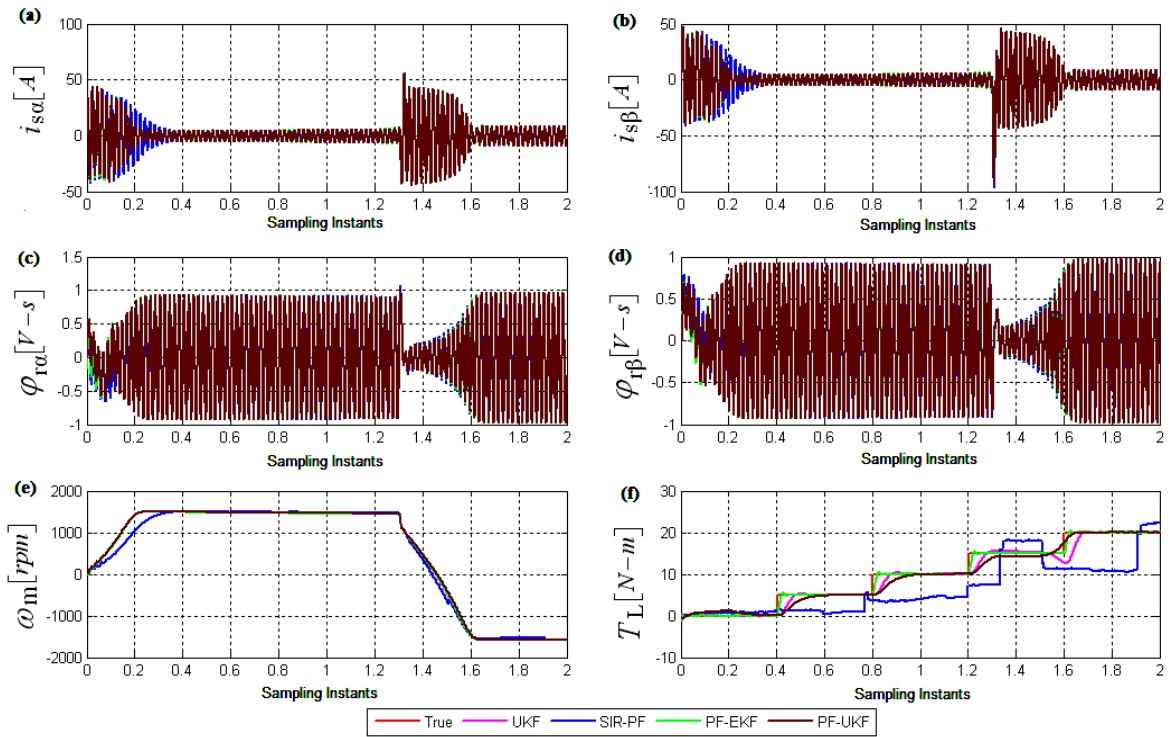 (a)
100
50
0
-50
i_sα[A]
0 0.2 0.4 0.6 0.8 1 1.2 1.4 1.6 1.8 2
Sampling Instants
(b)
50
0
-50
-100
i_sβ[A]
0 0.2 0.4 0.6 0.8 1 1.2 1.4 1.6 1.8 2
Sampling Instants
(c)
1.5
1
0.5
0
-0.5
-1
φ_rα[V-s]
0 0.2 0.4 0.6 0.8 1 1.2 1.4 1.6 1.8 2
Sampling Instants
(d)
1
0.5
0
-0.5
-1
φ_rβ[V-s]
0 0.2 0.4 0.6 0.8 1 1.2 1.4 1.6 1.8 2
Sampling Instants
(e)
2000
1000
0
-1000
-2000
ω_m[rpm]
0 0.2 0.4 0.6 0.8 1 1.2 1.4 1.6 1.8 2
Sampling Instants
(f)
30
20
10
0
-10
T_L[N-m]
0 0.2 0.4 0.6 0.8 1 1.2 1.4 1.6 1.8 2
Sampling Instants
True UKF SIR-PF PF-EKF PF-UKF